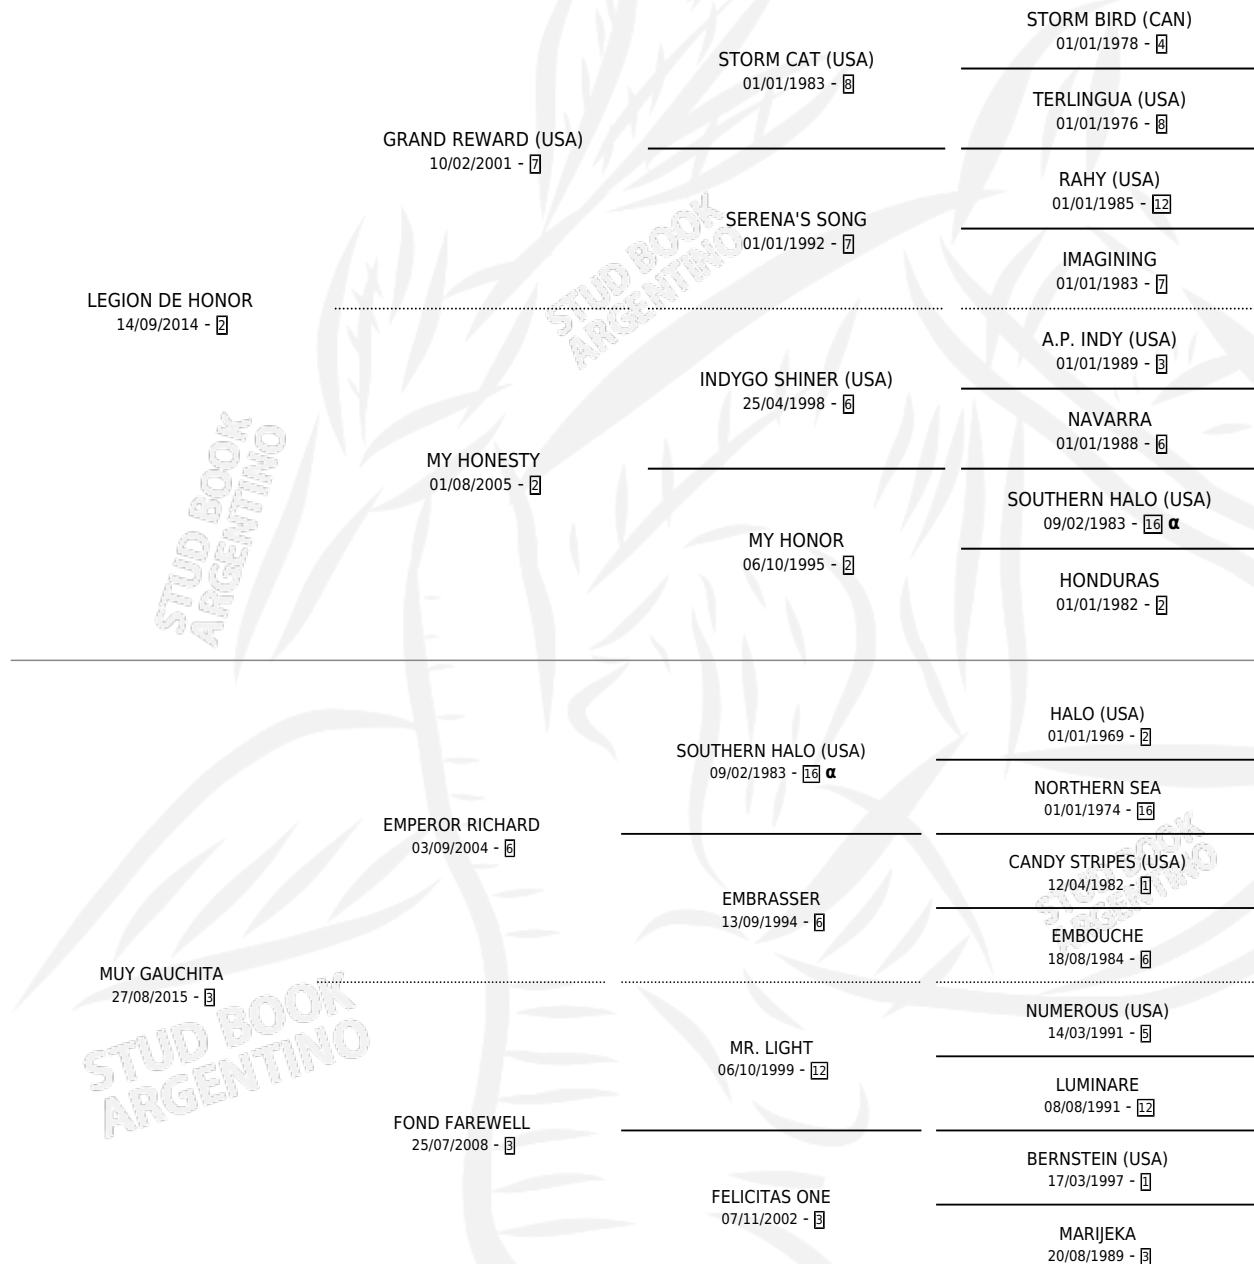 STORM BIRD (CAN)
01/01/1978 - 4
STORM CAT (USA)
01/01/1983 - 8
TERLINGUA (USA)
01/01/1976 - 8
GRAND REWARD (USA)
10/02/2001 - 7
RAHY (USA)
01/01/1985 - 12
SERENA'S SONG
01/01/1992 - 7
IMAGINING
01/01/1983 - 7
LEGION DE HONOR
14/09/2014 - 2
A.P. INDY (USA)
01/01/1989 - 3
INDYGO SHINER (USA)
25/04/1998 - 6
NAVARRA
01/01/1988 - 6
MY HONESTY
01/08/2005 - 2
SOUTHERN HALO (USA)
09/02/1983 - 16 α
MY HONOR
06/10/1995 - 2
HONDURAS
01/01/1982 - 2
HALO (USA)
01/01/1969 - 2
SOUTHERN HALO (USA)
09/02/1983 - 16 α
NORTHERN SEA
01/01/1974 - 16
EMPEROR RICHARD
03/09/2004 - 6
CANDY STRIPES (USA)
12/04/1982 - 1
EMBRASSER
13/09/1994 - 6
EMBOUCHE
18/08/1984 - 6
MUY GAUCHITA
27/08/2015 - 3
NUMEROUS (USA)
14/03/1991 - 5
MR. LIGHT
06/10/1999 - 12
LUMINARE
08/08/1991 - 12
FOND FAREWELL
25/07/2008 - 3
BERNSTEIN (USA)
17/03/1997 - 1
FELICITAS ONE
07/11/2002 - 3
MARIJEKA
20/08/1989 - 3
STUD BOOK
ARGENTINO
STUD BOOK
ARGENTINO
STUD BOOK
ARGENTINO
STUD BOOK
ARGENTINO